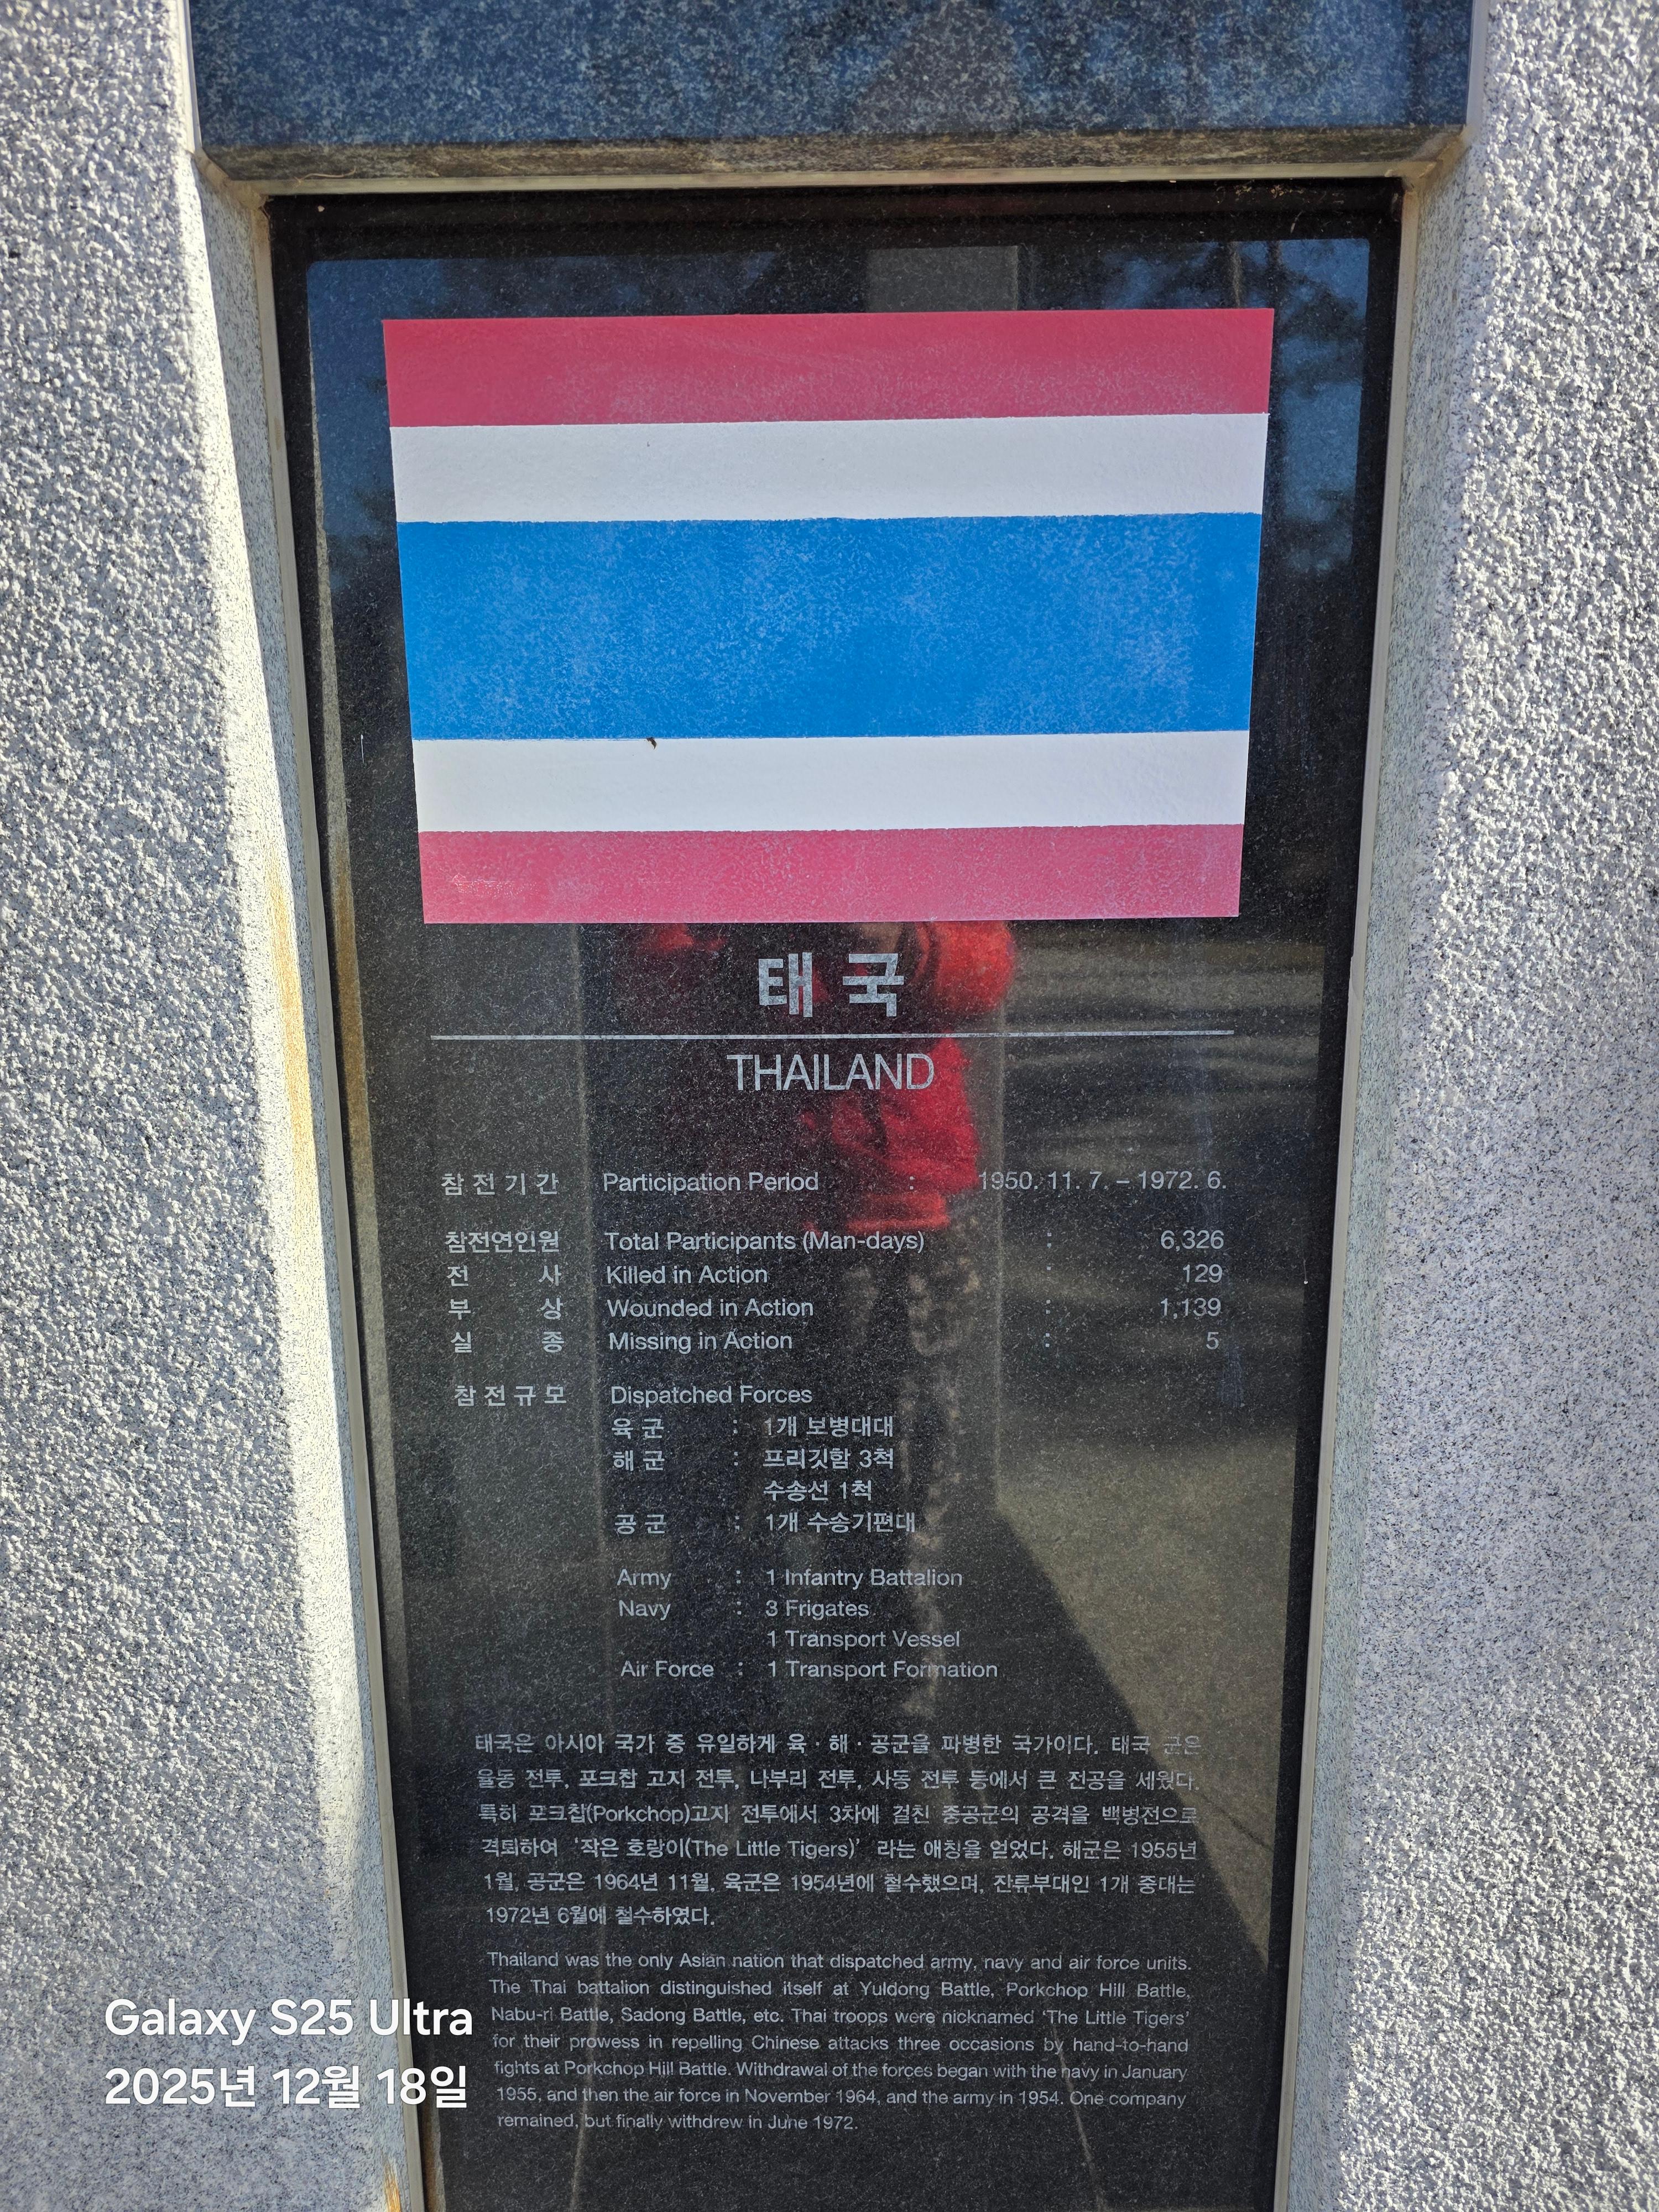 태 국
THAILAND
참 전 기 간 Participation Period : 1950. 11. 7. – 1972. 6.
참전연인원 Total Participants (Man-days) : 6,326
전 사 Killed in Action : 129
부 상 Wounded in Action : 1,139
실 종 Missing in Action : 5
참 전 규 모 Dispatched Forces
육 군 : 1개 보병대대
해 군 : 프리깃함 3척
수송선 1척
공 군 : 1개 수송기편대
Army : 1 Infantry Battalion
Navy : 3 Frigates
1 Transport Vessel
Air Force : 1 Transport Formation
태국은 아시아 국가 중 유일하게 육·해·공군을 파병한 국가이다. 태국 군은
율동 전투, 포크찹 고지 전투, 나부리 전투, 사동 전투 등에서 큰 전공을 세웠다.
특히 포크찹(Porkchop)고지 전투에서 3차에 걸친 중공군의 공격을 백병전으로
격퇴하여 '작은 호랑이(The Little Tigers)' 라는 애칭을 얻었다. 해군은 1955년
1월, 공군은 1964년 11월, 육군은 1954년에 철수했으며, 잔류부대인 1개 중대는
1972년 6월에 철수하였다.
Thailand was the only Asian nation that dispatched army, navy and air force units.
The Thai battalion distinguished itself at Yuldong Battle, Porkchop Hill Battle,
Nabu-ri Battle, Sadong Battle, etc. Thai troops were nicknamed 'The Little Tigers'
for their prowess in repelling Chinese attacks three occasions by hand-to-hand
fights at Porkchop Hill Battle. Withdrawal of the forces began with the navy in January
1955, and then the air force in November 1964, and the army in 1954. One company
remained, but finally withdrew in June 1972.
Galaxy S25 Ultra
2025년 12월 18일